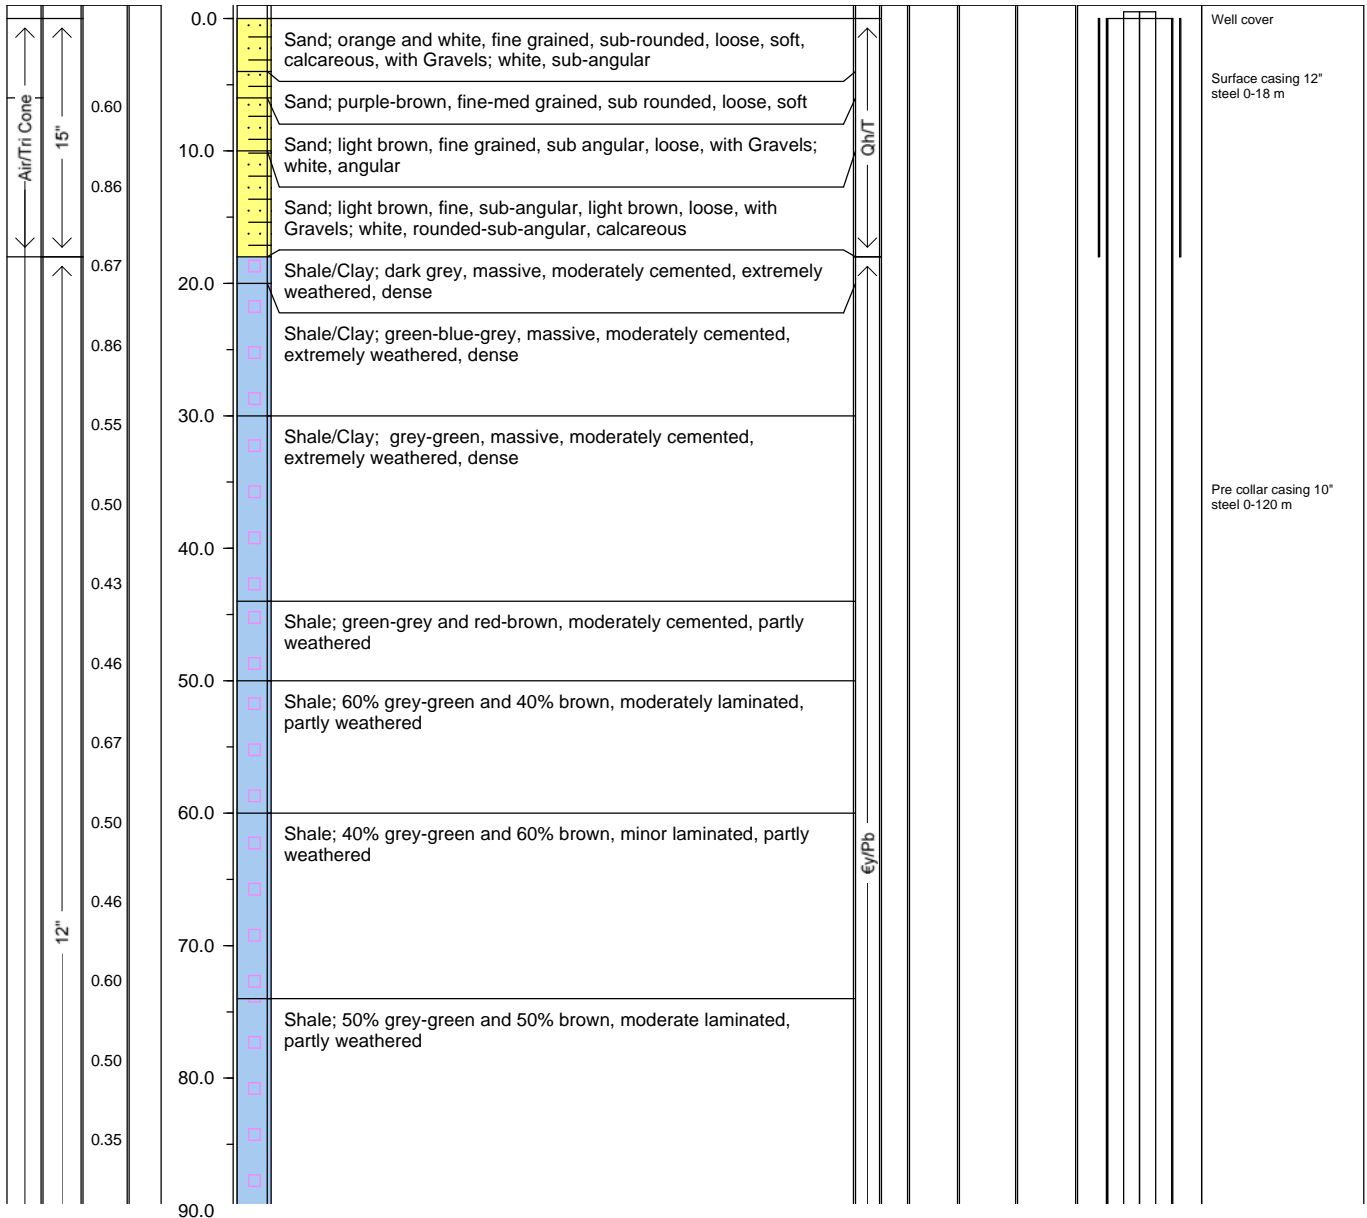 0.0
Well cover
Sand; orange and white, fine grained, sub-rounded, loose, soft,
calcareous, with Gravels; white, sub-angular
Surface casing 12"
steel 0-18 m
Air/Tri Cone
15"
0.60
Sand; purple-brown, fine-med grained, sub rounded, loose, soft
Qh/T
10.0
Sand; light brown, fine grained, sub angular, loose, with Gravels;
white, angular
0.86
Sand; light brown, fine, sub-angular, light brown, loose, with
Gravels; white, rounded-sub-angular, calcareous
0.67
Shale/Clay; dark grey, massive, moderately cemented, extremely
weathered, dense
20.0
Shale/Clay; green-blue-grey, massive, moderately cemented,
extremely weathered, dense
0.86
30.0
0.55
Shale/Clay;  grey-green, massive, moderately cemented,
extremely weathered, dense
Pre collar casing 10"
steel 0-120 m
0.50
40.0
0.43
Shale; green-grey and red-brown, moderately cemented, partly
weathered
0.46
50.0
Shale; 60% grey-green and 40% brown, moderately laminated,
partly weathered
0.67
60.0
0.50
Shale; 40% grey-green and 60% brown, minor laminated, partly
weathered
€y/Pb
0.46
12"
70.0
0.60
Shale; 50% grey-green and 50% brown, moderate laminated,
partly weathered
0.50
80.0
0.35
90.0